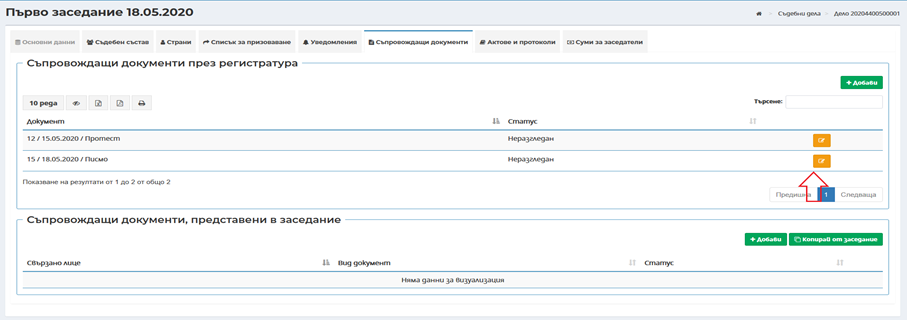 Първо заседание 18.05.2020
Съдебни дела Дело 20204400500001
Основни данни Съдебен състав Страни Списък за призоваване Уведомления Съпровождащи документи Актове и протоколи Суми за заседатели
Съпровождащи документи през регистратура
+ Добави
10 реда Търсене:
Документ Статус
12 / 15.05.2020 / Протест Неразгледан
15 / 18.05.2020 / Писмо Неразгледан
Показване на резултати от 1 до 2 от общо 2
Предишна 1 Следваща
Съпровождащи документи, представени в заседание
+ Добави Копирай от заседание
Свързано лице Вид документ Статус
Няма данни за визуализация